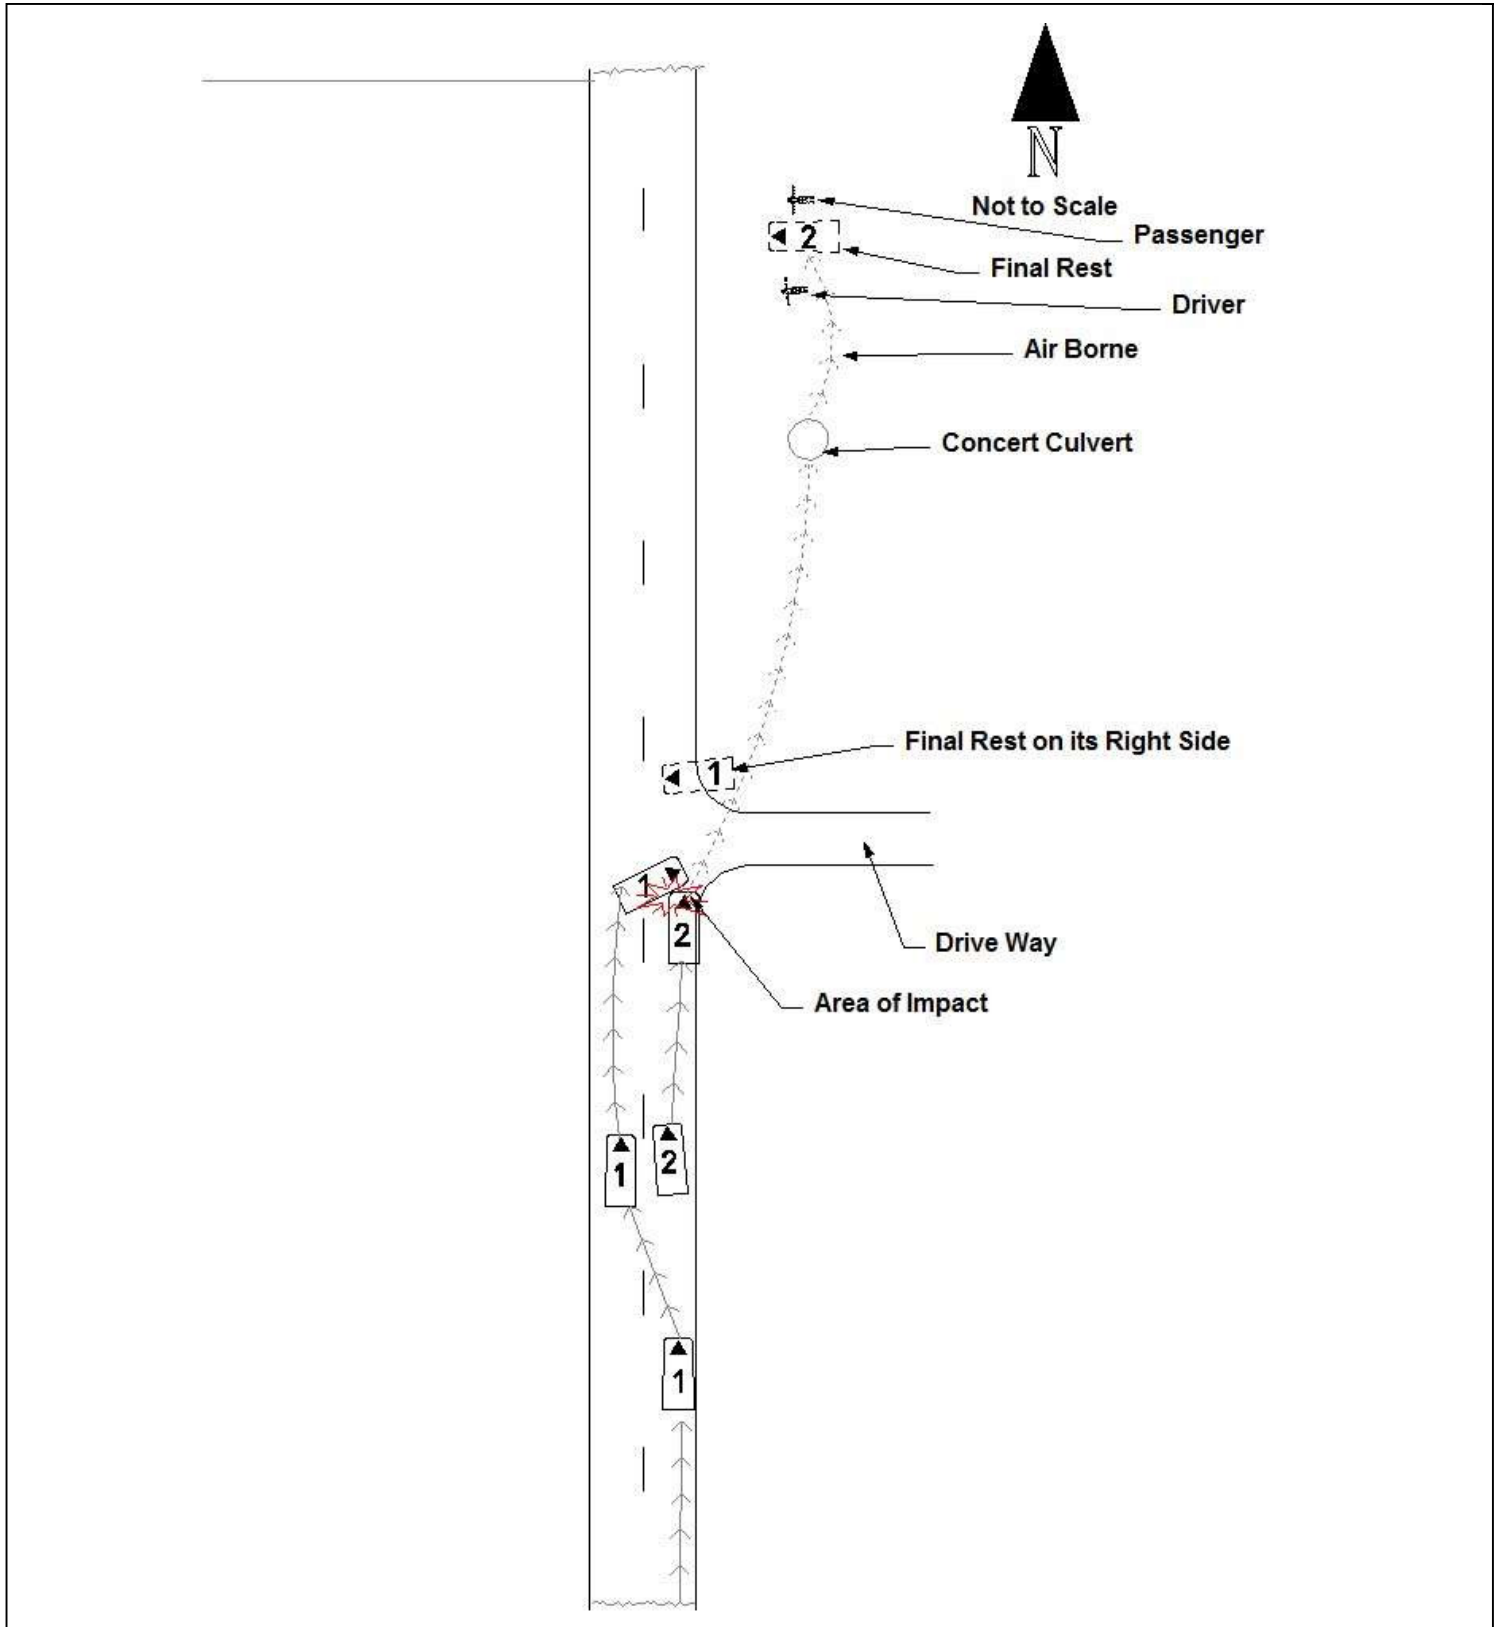 N
Not to Scale
Passenger
2
Final Rest
Driver
Air Borne
Concert Culvert
Final Rest on its Right Side
1
1
2
Drive Way
Area of Impact
1
2
1